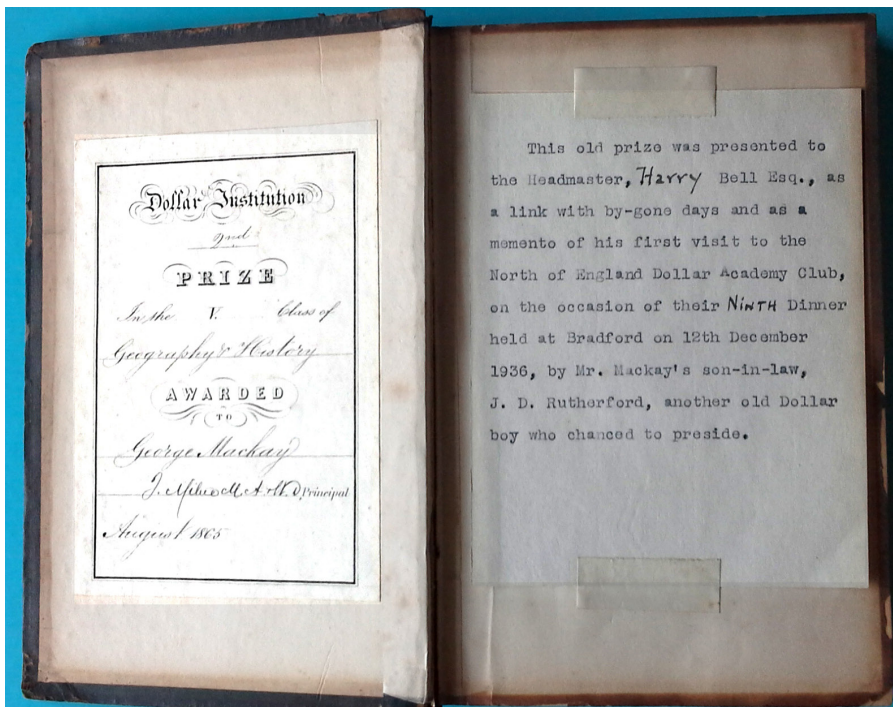 Dollar Institution
2nd
PRIZE
In the V. Class of
Geography & History
AWARDED
TO
George Mackay
J. Milne M.A. LL.D. Principal
August 1865
This old prize was presented to
the Headmaster, Harry Bell Esq., as
a link with by-gone days and as a
memento of his first visit to the
North of England Dollar Academy Club,
on the occasion of their NINTH Dinner
held at Bradford on 12th December
1936, by Mr. Mackay's son-in-law,
J. D. Rutherford, another old Dollar
boy who chanced to preside.